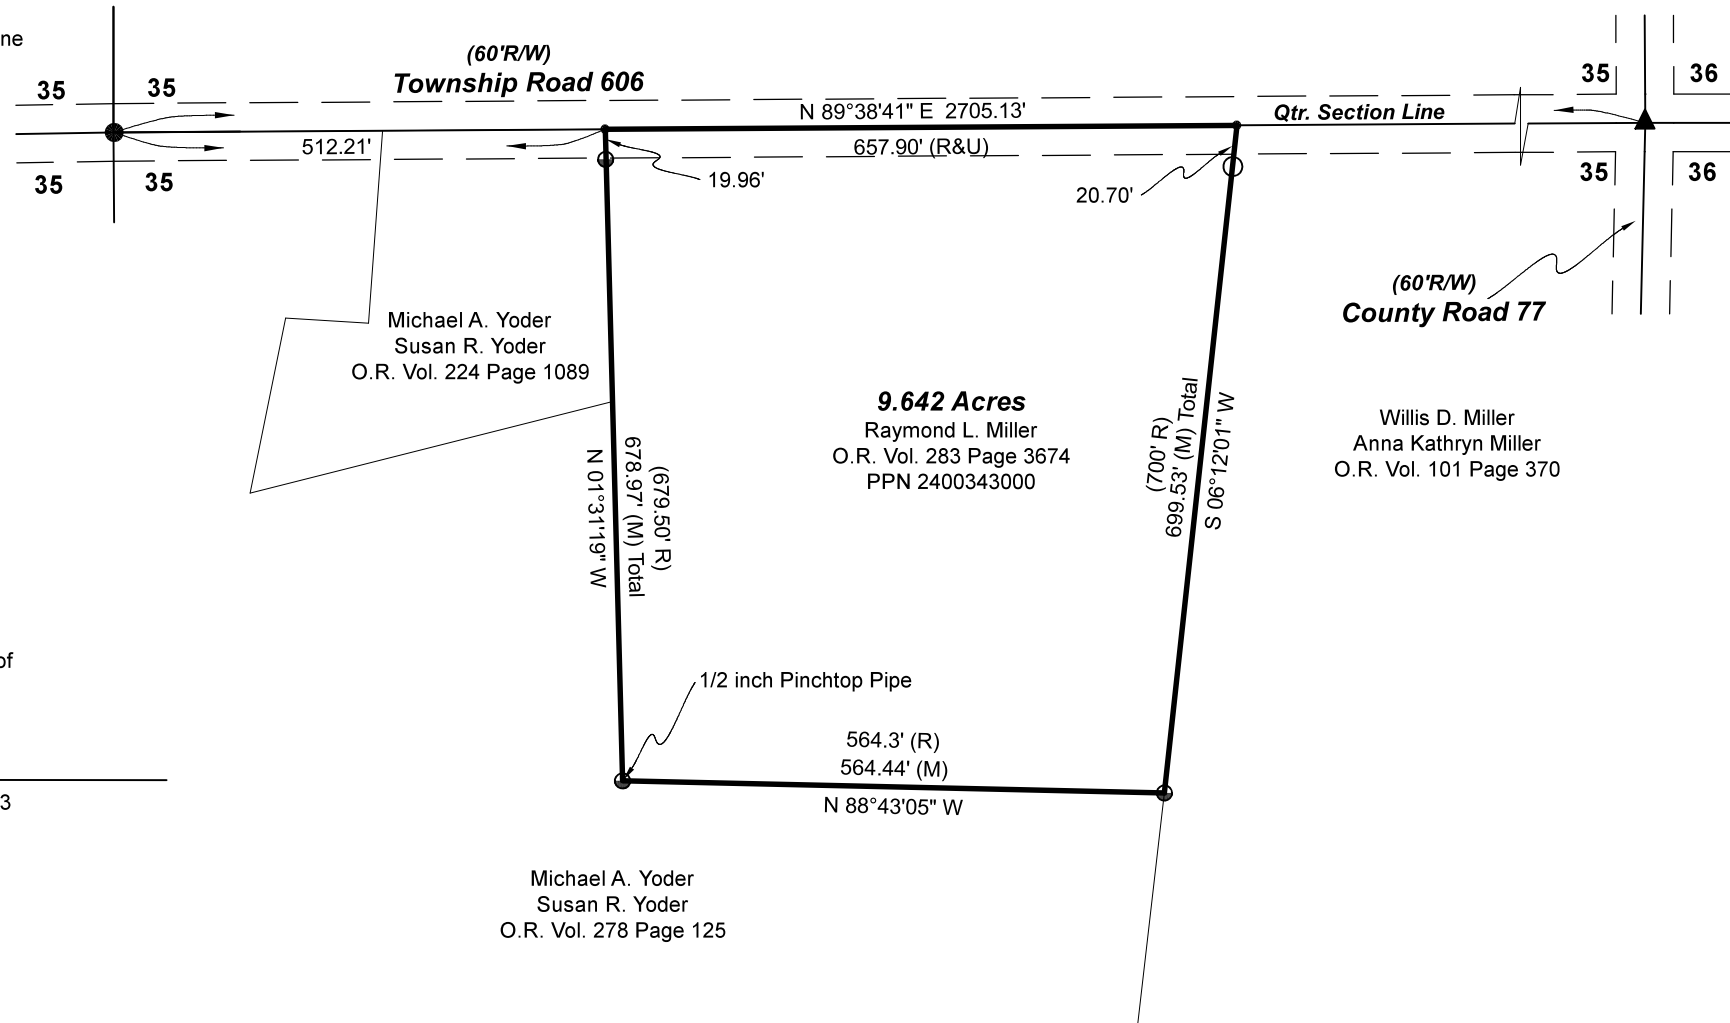 ne
(60'R/W)
Township Road 606
35
35
35
36
N 89°38'41" E 2705.13'
Qtr. Section Line
512.21'
657.90' (R&U)
35
35
35
36
19.96'
20.70'
(60'R/W)
County Road 77
Michael A. Yoder
Susan R. Yoder
O.R. Vol. 224 Page 1089
9.642 Acres
Raymond L. Miller
O.R. Vol. 283 Page 3674
PPN 2400343000
Willis D. Miller
Anna Kathryn Miller
O.R. Vol. 101 Page 370
(679.50' R)
678.97' (M) Total
N 01°31'19" W
(700' R)
699.53' (M) Total
S 06°12'01" W
of
1/2 inch Pinchtop Pipe
564.3' (R)
564.44' (M)
N 88°43'05" W
3
Michael A. Yoder
Susan R. Yoder
O.R. Vol. 278 Page 125